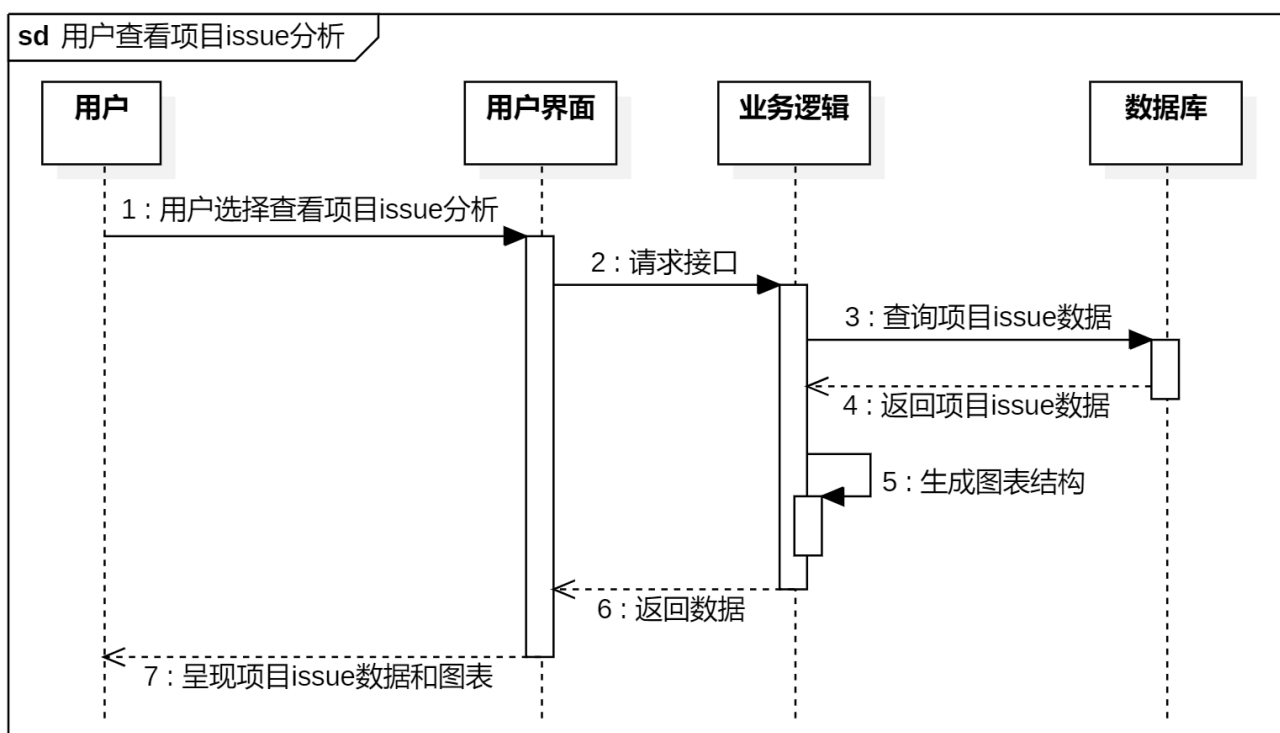 sd 用户查看项目issue分析
用户
用户界面
业务逻辑
数据库
1 : 用户选择查看项目issue分析
2 : 请求接口
3 : 查询项目issue数据
4 : 返回项目issue数据
5 : 生成图表结构
6 : 返回数据
7 : 呈现项目issue数据和图表